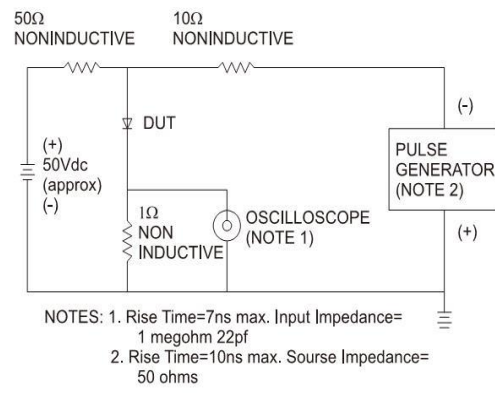 50Ω
NONINDUCTIVE
10Ω
NONINDUCTIVE
DUT
(+)
50Vdc
(approx)
(-)
1Ω
NON
INDUCTIVE
OSCILLOSCOPE
(NOTE 1)
(-)
PULSE
GENERATOR
(NOTE 2)
(+)
NOTES: 1. Rise Time=7ns max. Input Impedance=
1 megohm 22pf
2. Rise Time=10ns max. Sourse Impedance=
50 ohms